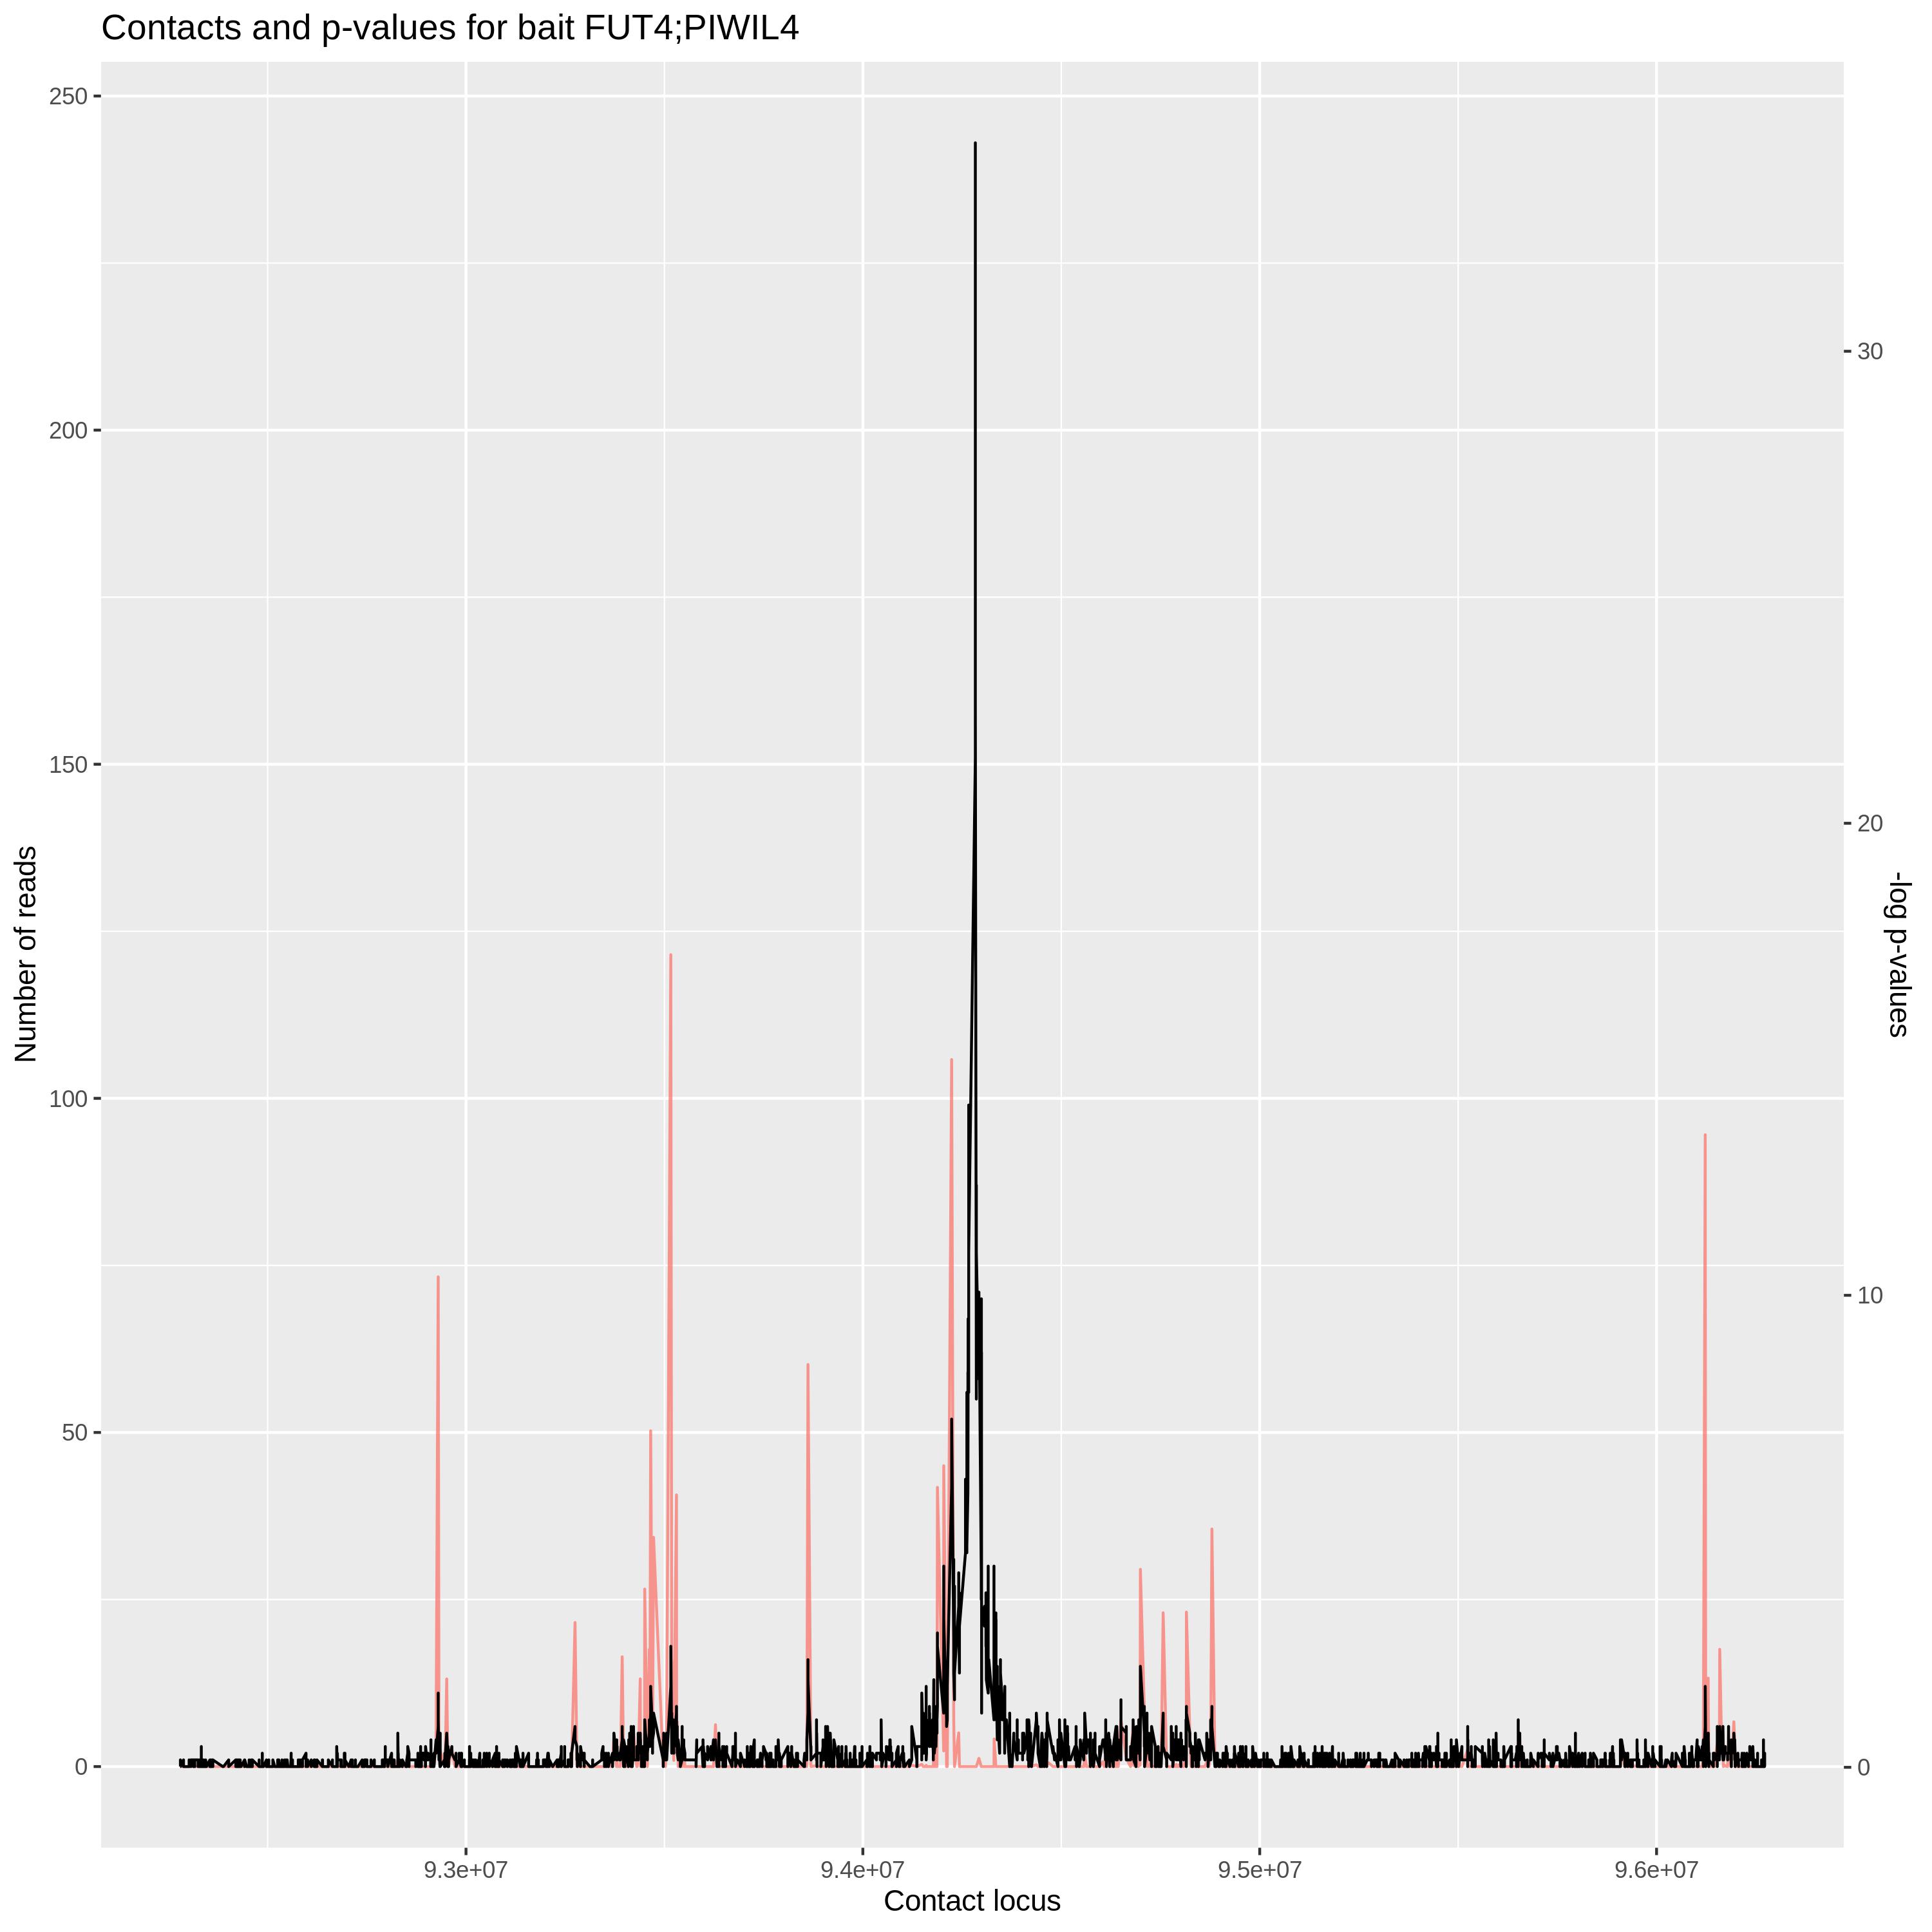 Contacts and p-values for bait FUT4;PIWIL4
250
200
150
100
50
0
Number of reads
30
20
10
0
-log p-values
9.3e+07
9.4e+07
9.5e+07
9.6e+07
Contact locus